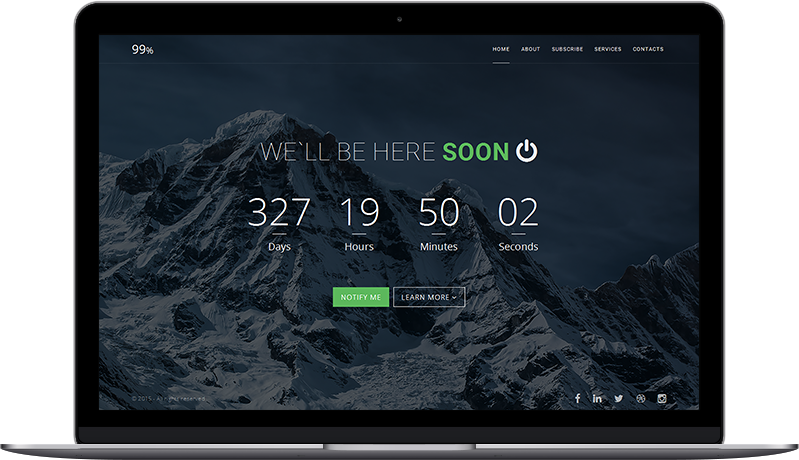 99%
HOME ABOUT SUBSCRIBE SERVICES CONTACTS
WE`LL BE HERE SOON
327 19 50 02
Days Hours Minutes Seconds
NOTIFY ME LEARN MORE
© 2015 - All rights reserved